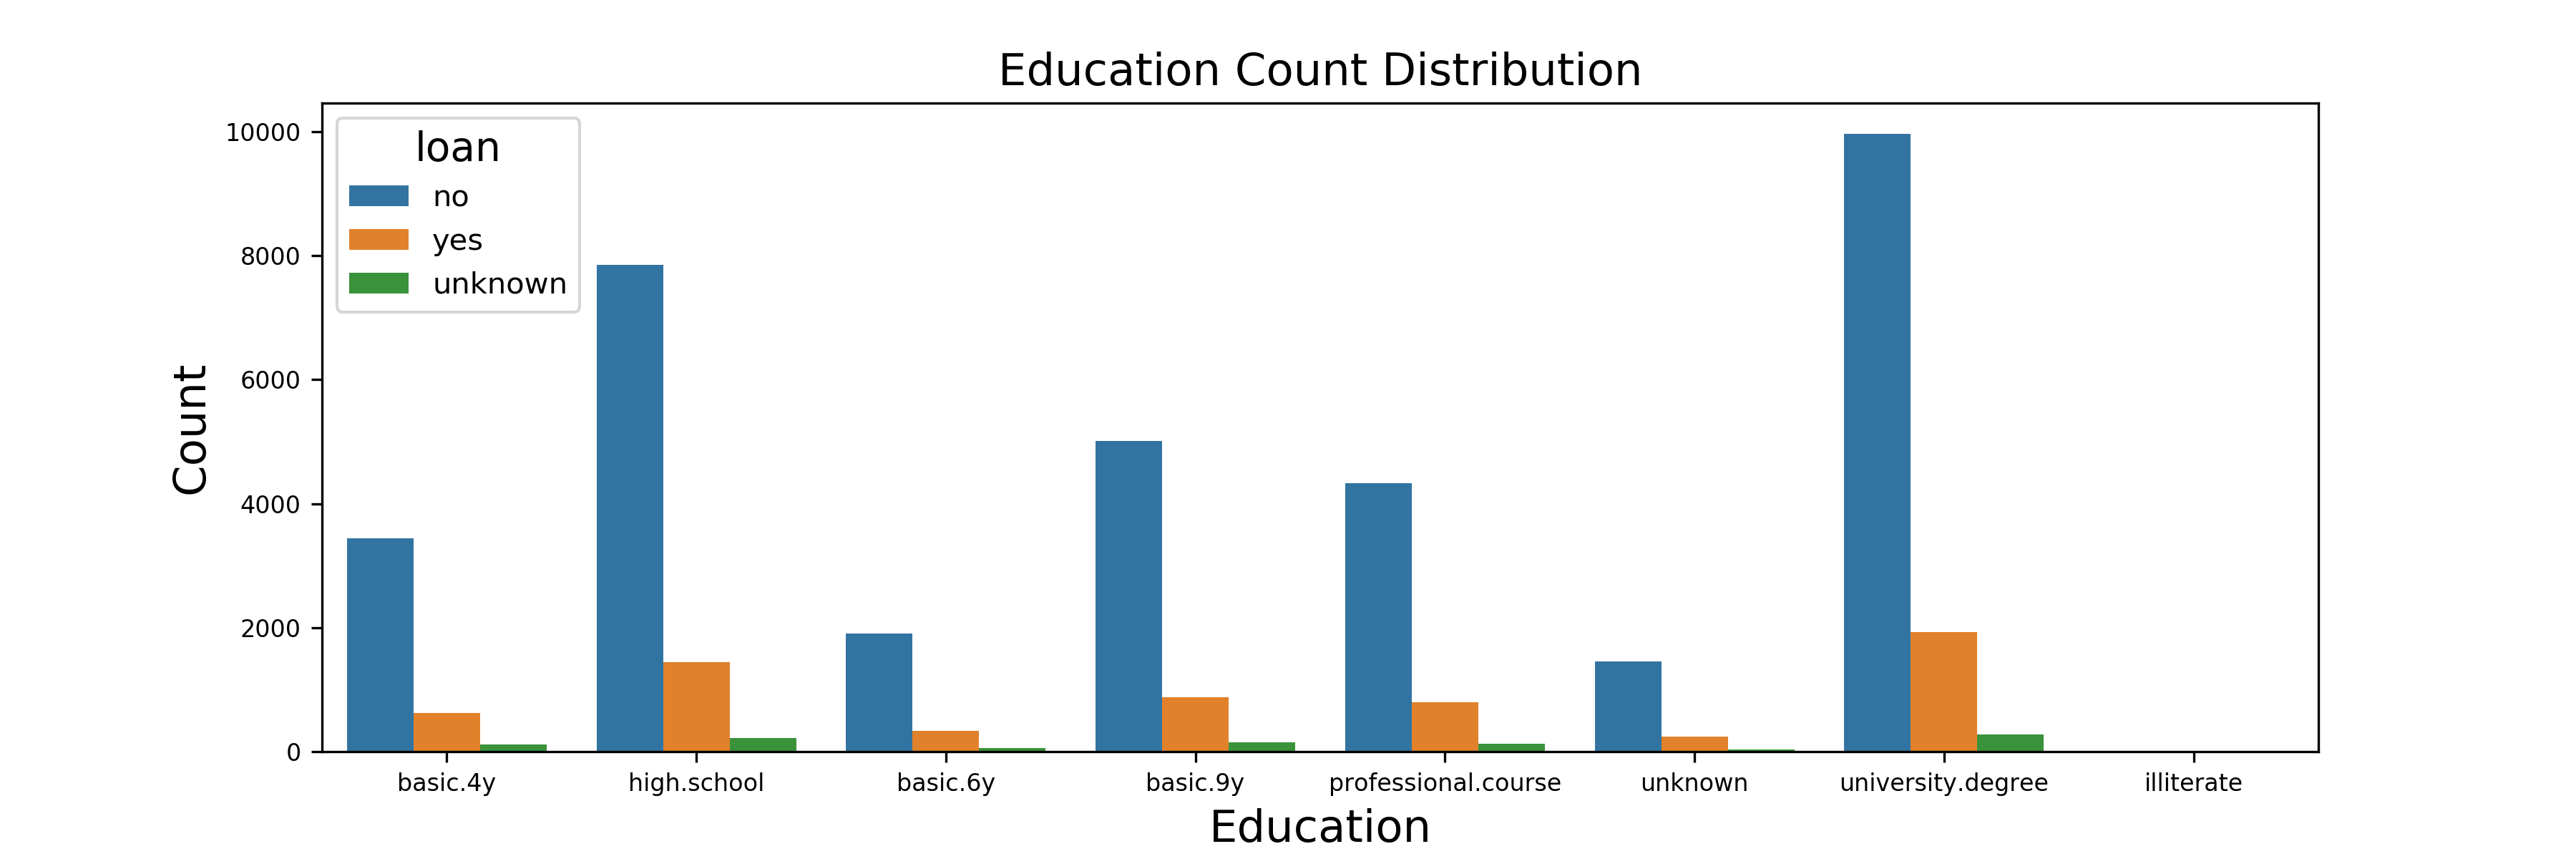 Education Count Distribution
loan
no
yes
unknown
10000
8000
6000
4000
2000
0
Count
basic.4y high.school basic.6y basic.9y professional.course unknown university.degree illiterate
Education